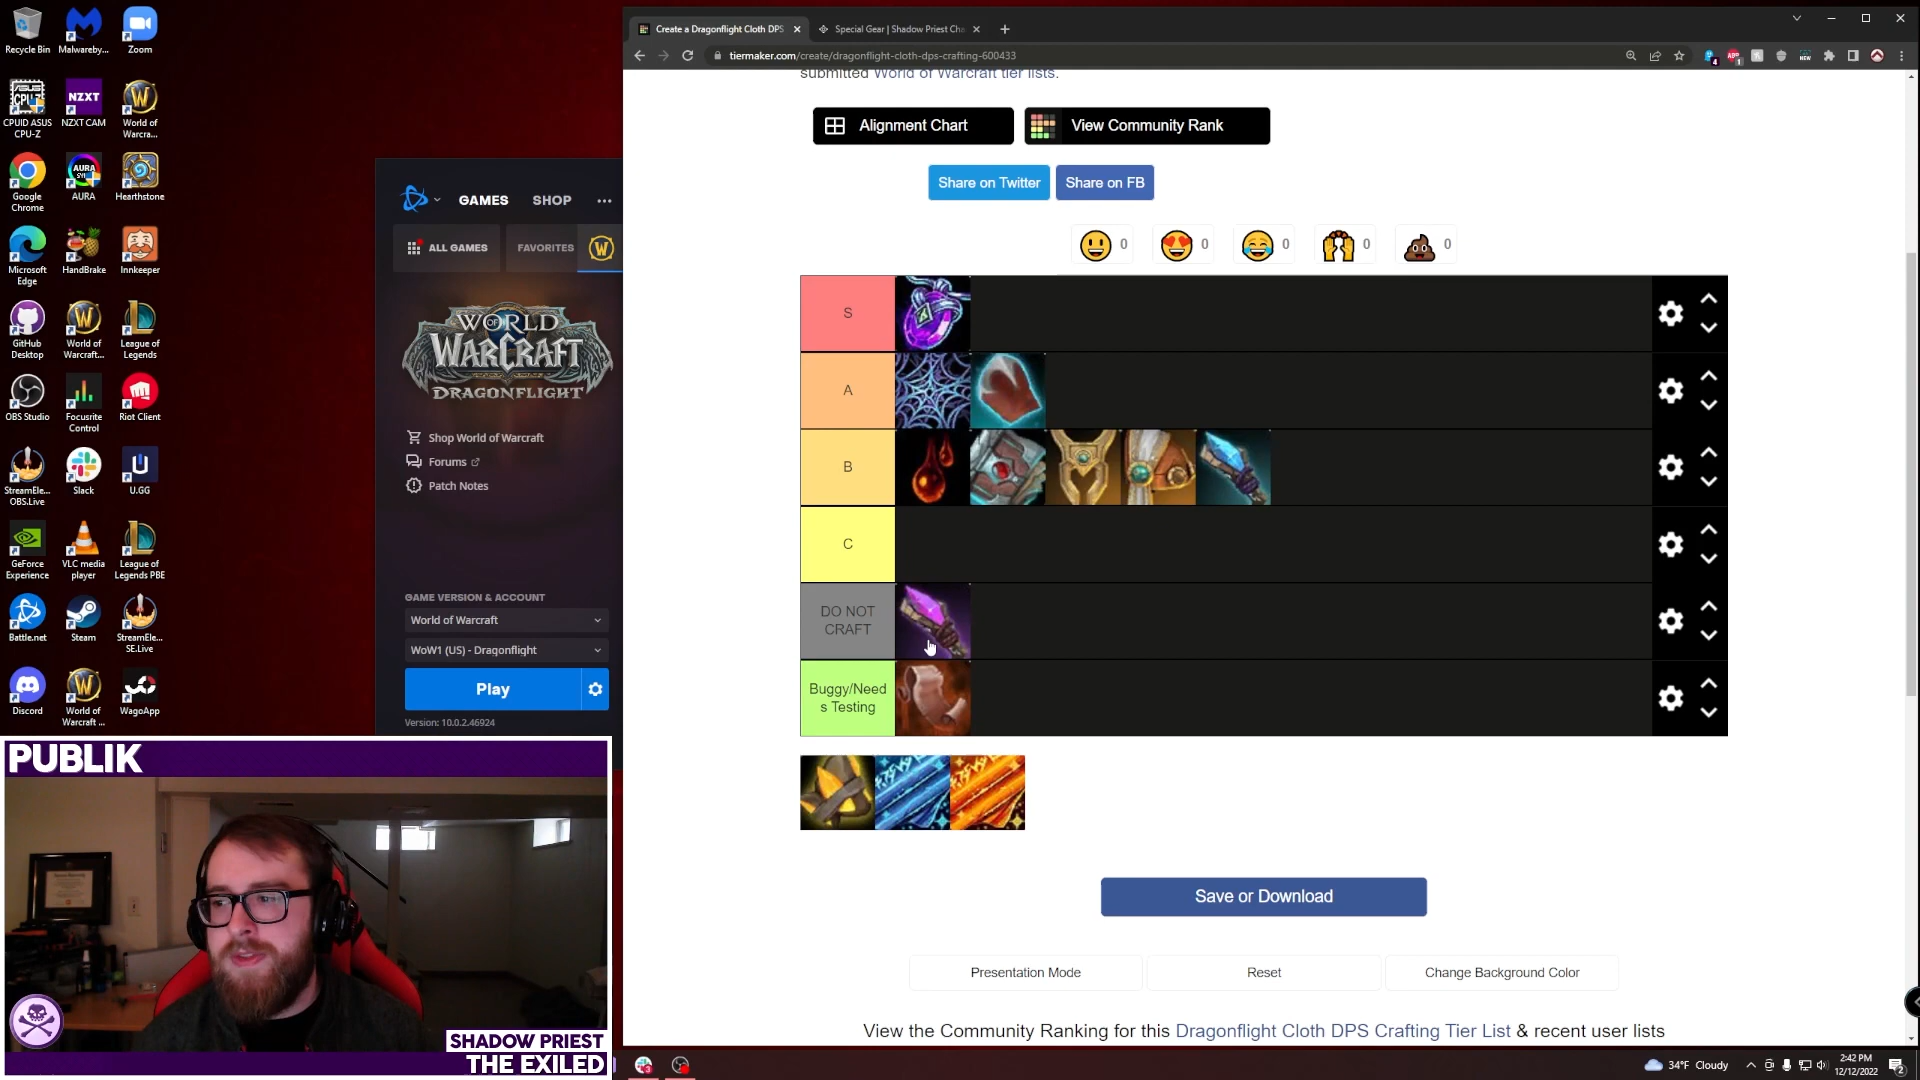 Recycle Bin
Malwareby...
Zoom
CPUID ASUS
CPU-Z
NZXT
NZXT CAM
World of
Warcra...
Google
Chrome
AURA
AURA
Hearthstone
Microsoft
Edge
HandBrake
Innkeeper
GitHub
Desktop
World of
Warcraft...
League of
Legends
OBS Studio
Focusrite
Control
Riot Client
StreamEle...
OBS.Live
Slack
U.GG
GeForce
Experience
VLC media
player
League of
Legends PBE
Battle.net
Steam
StreamEle...
SE.Live
Discord
World of
Warcraft ...
WagoApp
GAMES
SHOP
ALL GAMES
FAVORITES
WORLD
OF
WARCRAFT
DRAGONFLIGHT
Shop World of Warcraft
Forums
Patch Notes
GAME VERSION & ACCOUNT
World of Warcraft
WoW1 (US) - Dragonflight
Play
Version: 10.0.2.46924
PUBLIK
SHADOW PRIEST
THE EXILED
Create a Dragonflight Cloth DPS
Special Gear | Shadow Priest Ch
tiermaker.com/create/dragonflight-cloth-dps-crafting-600433
submitted World of Warcraft tier lists.
Alignment Chart
View Community Rank
Share on Twitter
Share on FB
0
0
0
0
0
S
A
B
C
DO NOT
CRAFT
Buggy/Need
s Testing
Save or Download
Presentation Mode
Reset
Change Background Color
View the Community Ranking for this Dragonflight Cloth DPS Crafting Tier List & recent user lists
34°F Cloudy
2:42 PM
12/12/2022